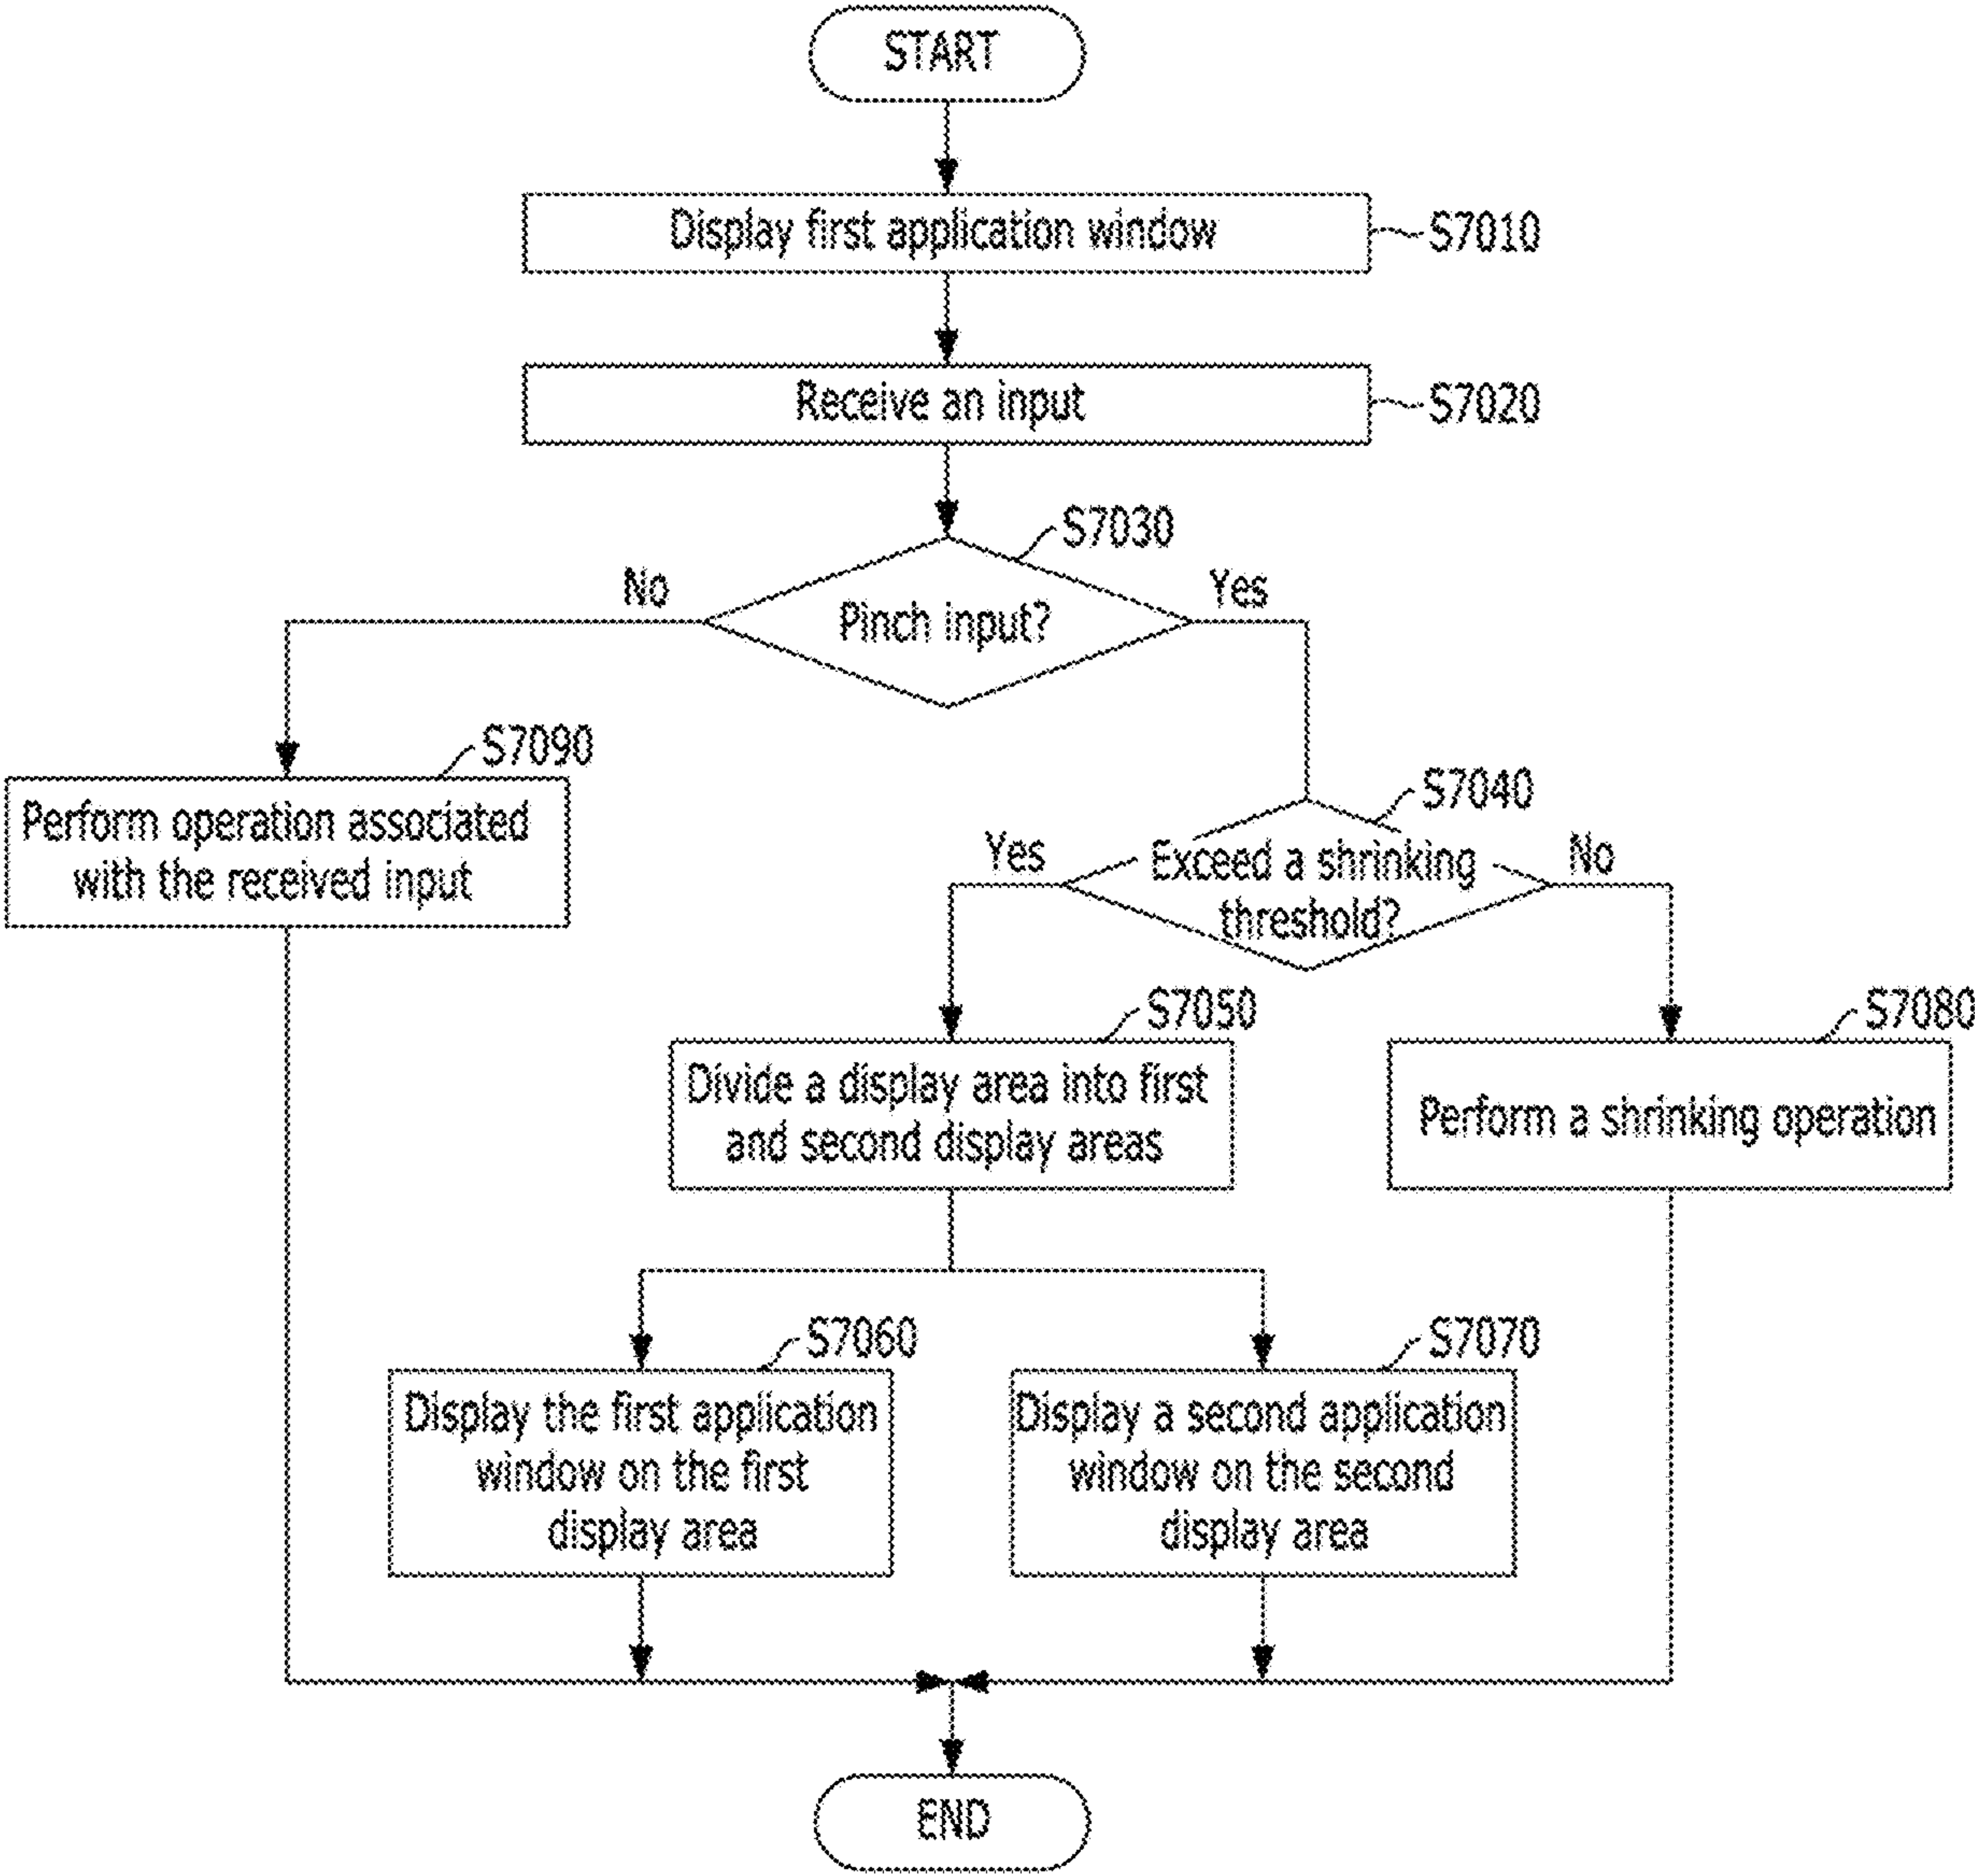 START
Display first application window
S7010
Receive an input
S7020
S7030
No
Pinch input?
Yes
S7090
Perform operation associated
with the received input
S7040
Yes
Exceed a shrinking
threshold?
No
S7050
Divide a display area into first
and second display areas
S7080
Perform a shrinking operation
S7060
Display the first application
window on the first
display area
S7070
Display a second application
window on the second
display area
END